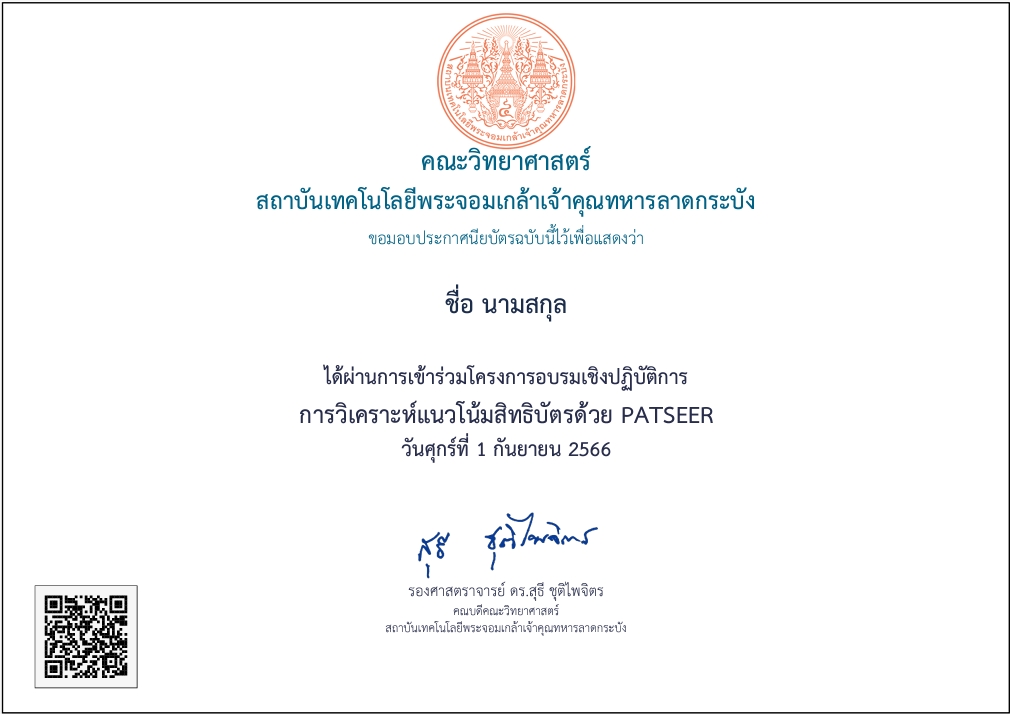 สถาบันเทคโนโลยีพระจอมเกล้าเจ้าคุณทหารลาดกระบัง
คณะวิทยาศาสตร์
สถาบันเทคโนโลยีพระจอมเกล้าเจ้าคุณทหารลาดกระบัง
ขอมอบประกาศนียบัตรฉบับนี้ไว้เพื่อแสดงว่า
ชื่อ นามสกุล
ได้ผ่านการเข้าร่วมโครงการอบรมเชิงปฏิบัติการ
การวิเคราะห์แนวโน้มสิทธิบัตรด้วย PATSEER
วันศุกร์ที่ 1 กันยายน 2566
สุธี ชุติไพจิตร
รองศาสตราจารย์ ดร.สุธี ชุติไพจิตร
คณบดีคณะวิทยาศาสตร์
สถาบันเทคโนโลยีพระจอมเกล้าเจ้าคุณทหารลาดกระบัง